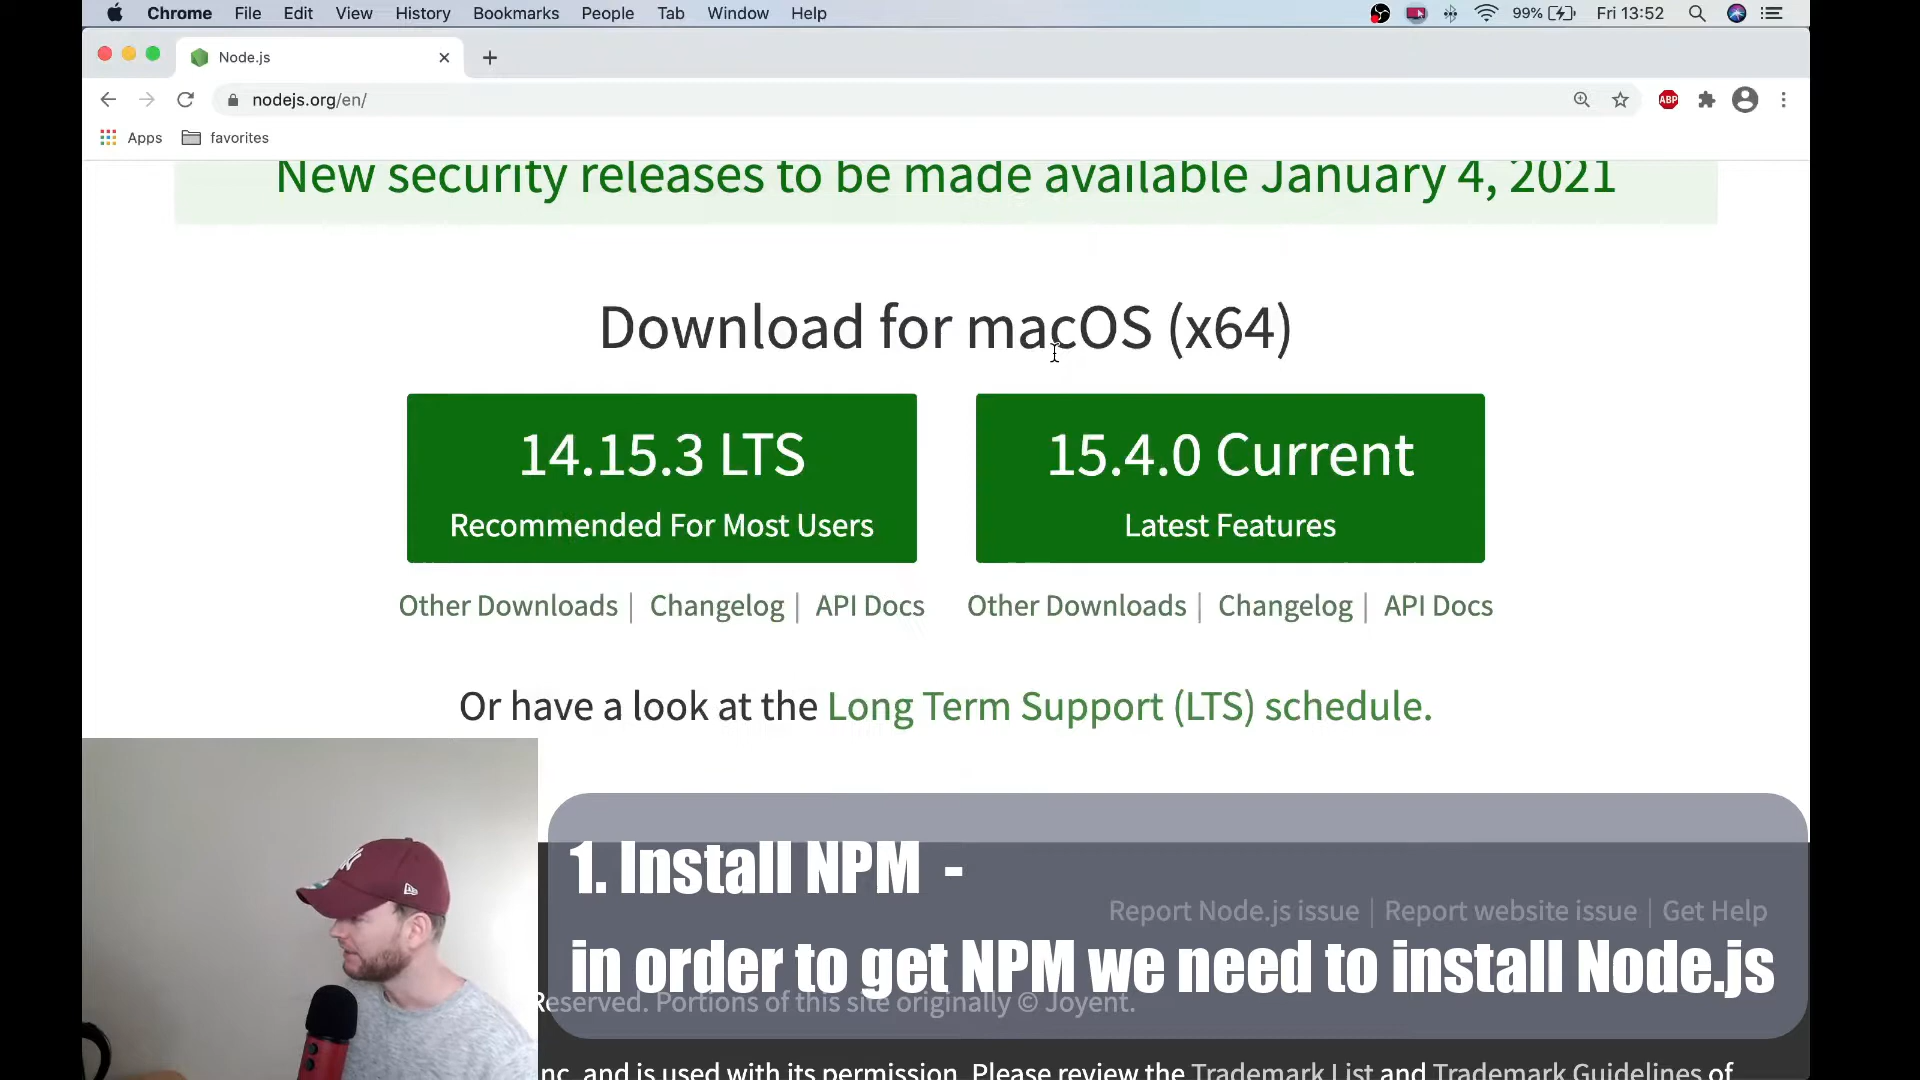 Chrome File Edit View History Bookmarks People Tab Window Help 99% Fri 13:52
Node.js
nodejs.org/en/
ABP
Apps favorites
New security releases to be made available January 4, 2021
Download for macOS (x64)
14.15.3 LTS
Recommended For Most Users
15.4.0 Current
Latest Features
Other Downloads | Changelog | API Docs
Other Downloads | Changelog | API Docs
Or have a look at the Long Term Support (LTS) schedule.
1. Install NPM -
Report Node.js issue | Report website issue | Get Help
in order to get NPM we need to install Node.js
Reserved. Portions of this site originally © Joyent.
and is used with its permission. Please review the Trademark List and Trademark Guidelines of